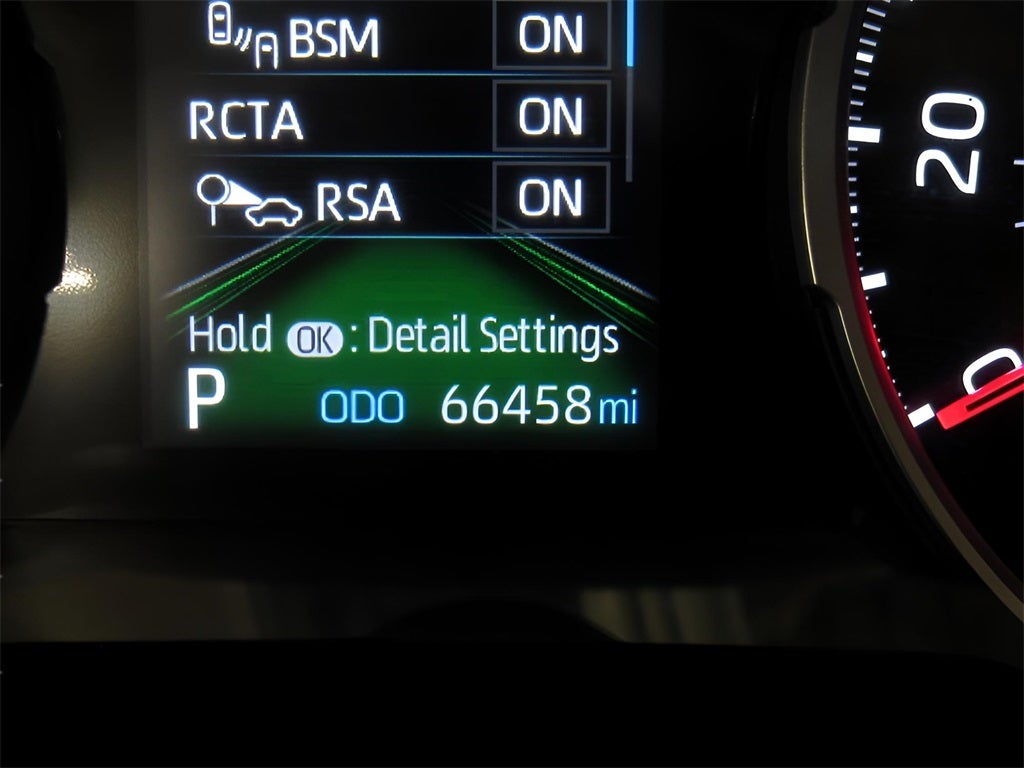 BSM ON
RCTA ON
RSA ON
Hold OK : Detail Settings
P ODO 66458 mi
20
0